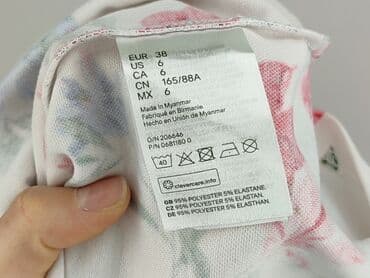 EUR 38
US 6
CA 6
CN 165/88A
MX 6
Made in Myanmar
Fabriqué en Birmanie
Hecho en Unión de Myanmar
O/N 206646
P/N 0681180 0
40
clevercare.info
GB 95% POLYESTER 5% ELASTANE.
CZ 95% POLYESTER 5% ELASTAN.
DE 95% POLYESTER 5% ELASTHAN.